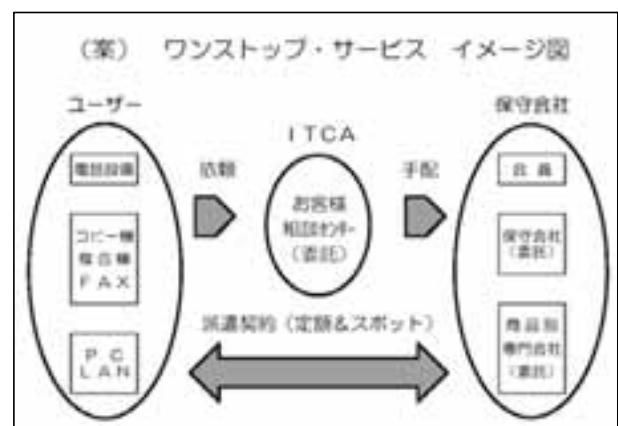 (案) ワンストップ・サービス イメージ図
ユーザー
保守会社
ITCA
電話設備
依頼
手配
会員
お客様
相談センター
(委託)
コピー機
複合機
FAX
保守会社
(委託)
派遣契約(定額&スポット)
PC
LAN
商品別
専門会社
(委託)